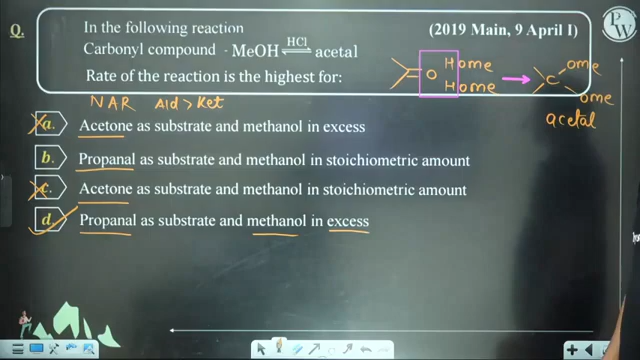 Q.
In the following reaction
(2019 Main, 9 April I)
Carbonyl compound · MeOH ⇌ acetal
HCl
Rate of the reaction is the highest for:
= O
Home
Home
C
ome
ome
acetal
NAR Ald > Ket
a. Acetone as substrate and methanol in excess
b. Propanal as substrate and methanol in stoichiometric amount
c. Acetone as substrate and methanol in stoichiometric amount
d. Propanal as substrate and methanol in excess
PW